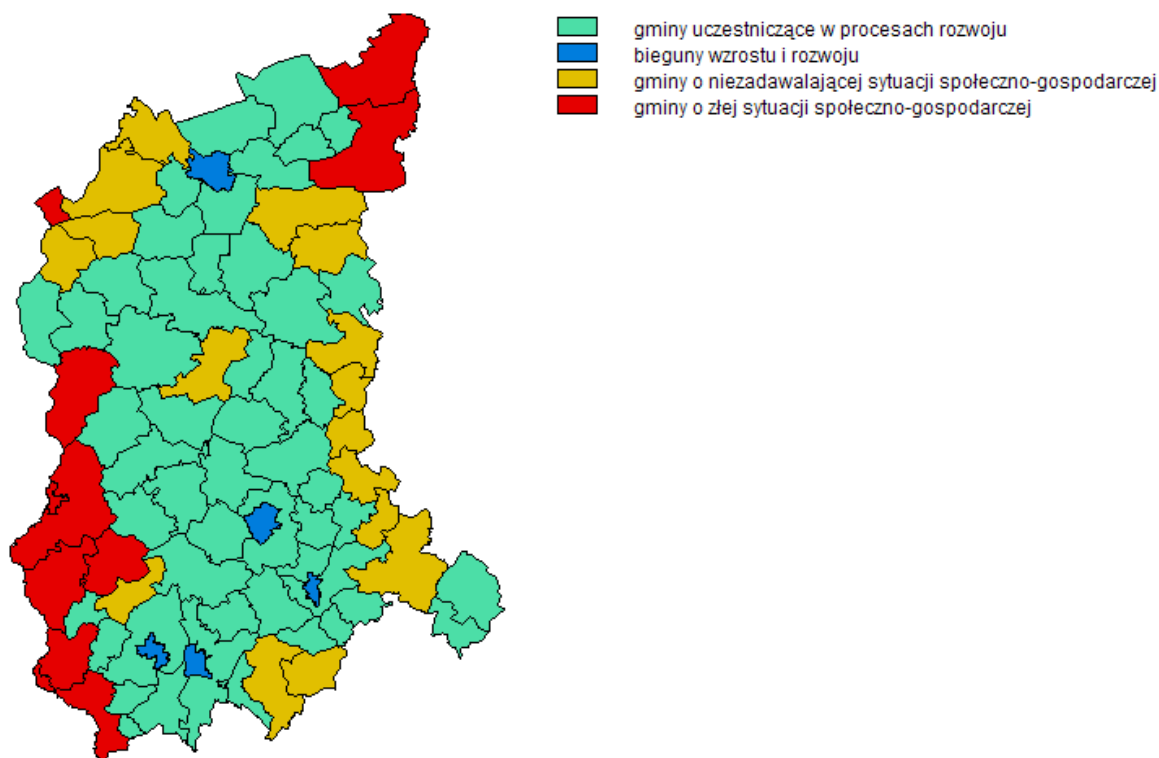 gminy uczestniczące w procesach rozwoju
bieguny wzrostu i rozwoju
gminy o niezadawalającej sytuacji społeczno-gospodarczej
gminy o złej sytuacji społeczno-gospodarczej